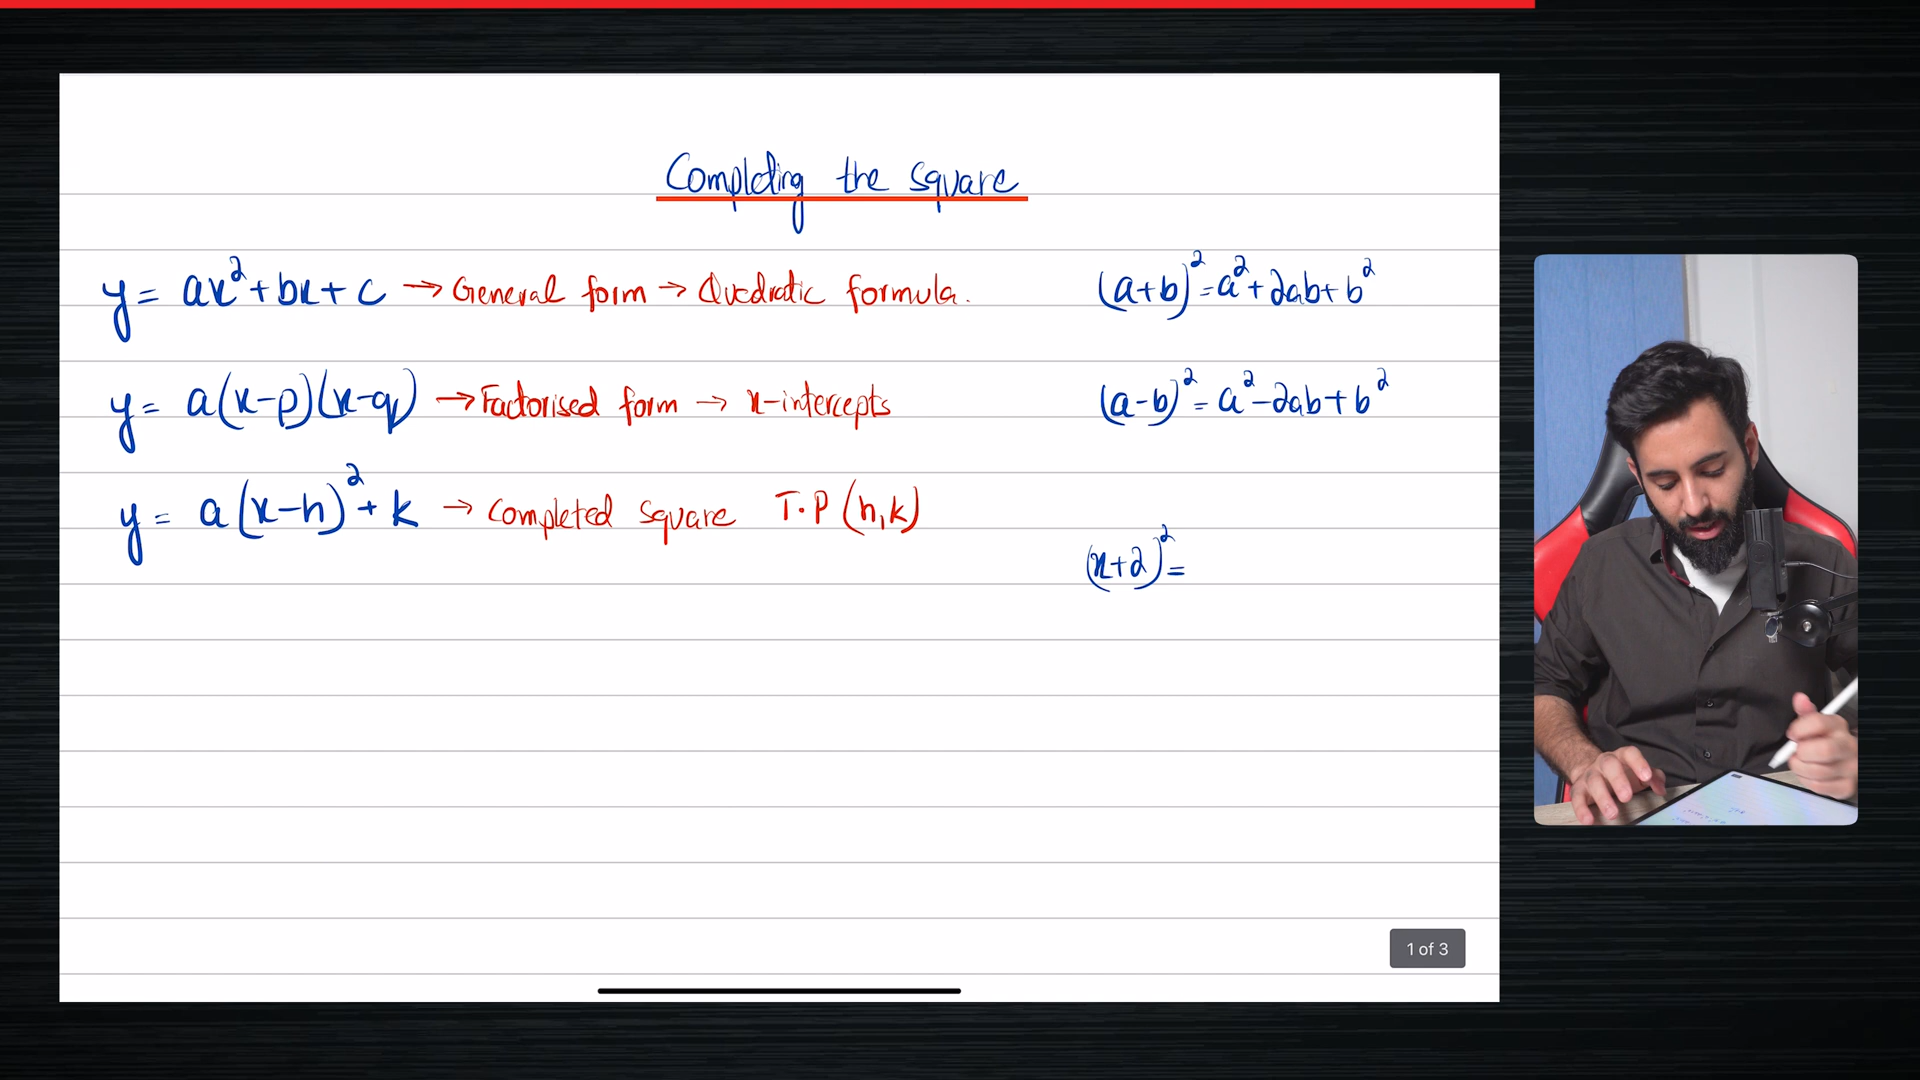 Completing the square
y = ax² + bx + c → General form → Quadratic formula.
(a+b)² = a² + 2ab + b²
y = a(x-p)(x-q) → Factorised form → x-intercepts
(a-b)² = a² - 2ab + b²
y = a(x-h)² + k → Completed square T.P (h,k)
(x+2)² =
1 of 3